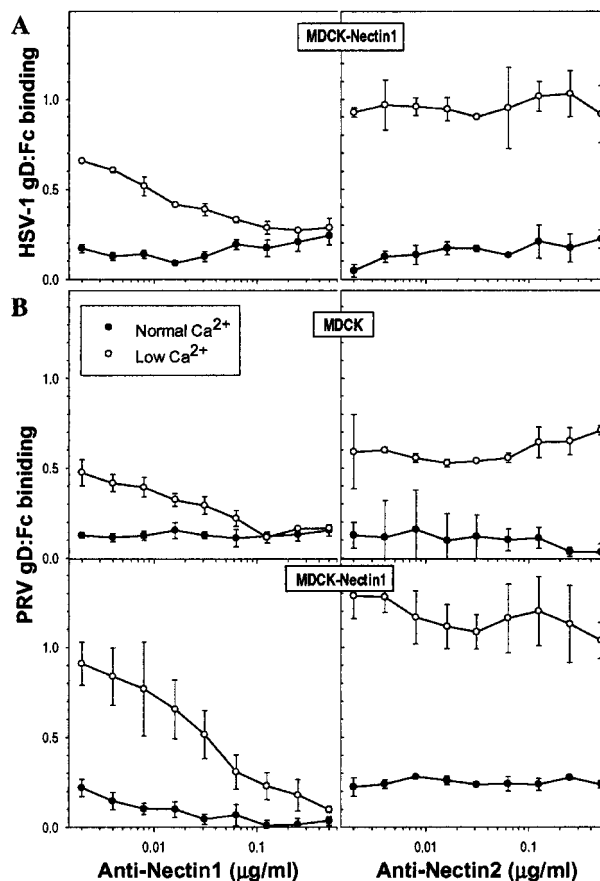 A
MDCK-Nectin1
HSV-1 gD:Fc binding
1.0
0.5
0.0
B
MDCK
Normal Ca2+
Low Ca2+
PRV gD:Fc biniding
1.0
0.5
0.0
MDCK-Nectin1
1.0
0.5
0.0
0.01 0.1 0.01 0.1
Anti-Nectin1 (μg/ml) Anti-Nectin2 (μg/ml)